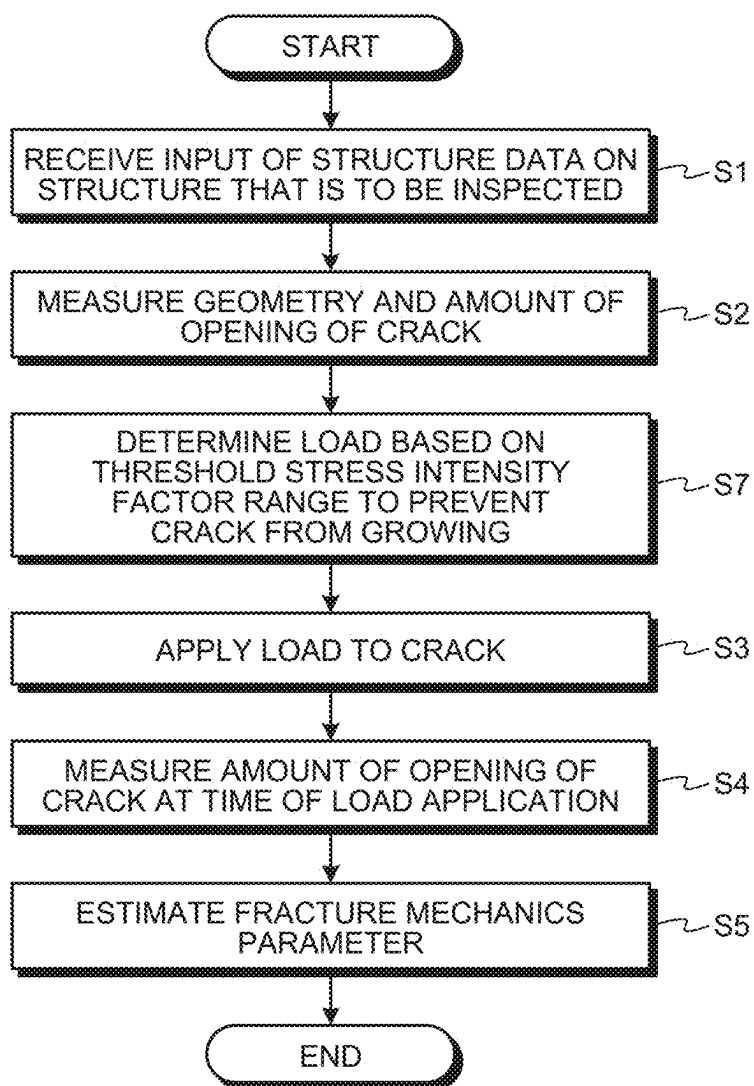 START
RECEIVE INPUT OF STRUCTURE DATA ON
STRUCTURE THAT IS TO BE INSPECTED
S1
MEASURE GEOMETRY AND AMOUNT OF
OPENING OF CRACK
S2
DETERMINE LOAD BASED ON
THRESHOLD STRESS INTENSITY
FACTOR RANGE TO PREVENT
CRACK FROM GROWING
S7
APPLY LOAD TO CRACK
S3
MEASURE AMOUNT OF OPENING OF
CRACK AT TIME OF LOAD APPLICATION
S4
ESTIMATE FRACTURE MECHANICS
PARAMETER
S5
END